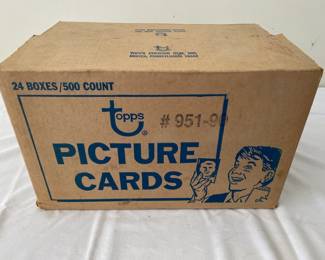 24 BOXES/500 COUNT
topps
®
# 951-9
PICTURE
CARDS